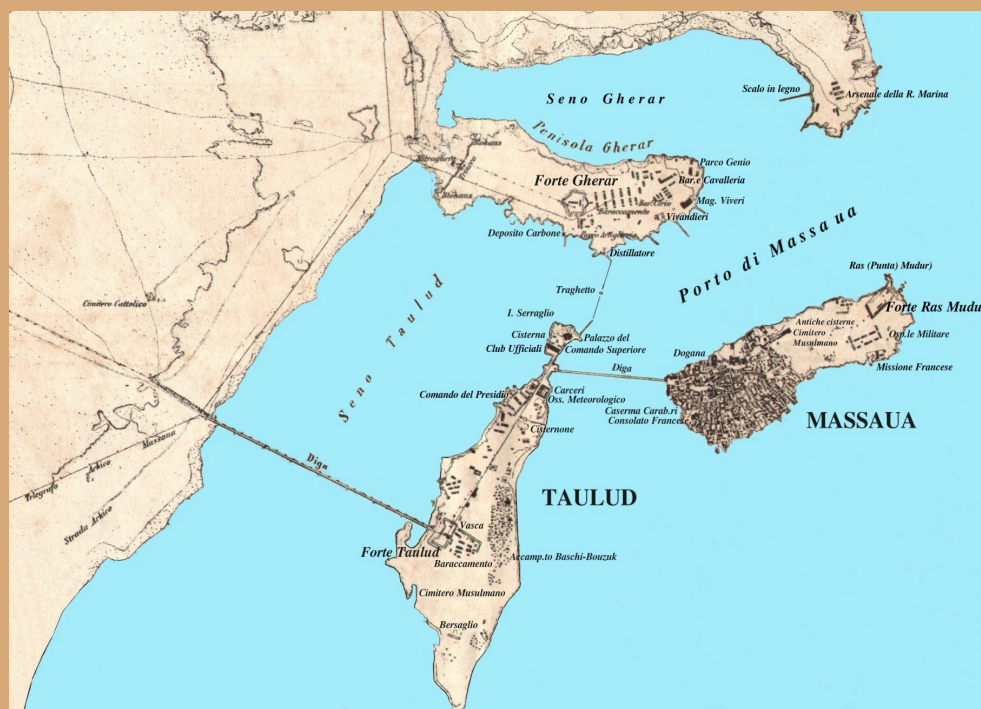 Seno Gherar
Scalo in legno
Arsenale della R. Marina
Penisola Gherar
Parco Genio
Forte Gherar
Bar.e Cavalleria
Mag. Viveri
Baraccamento
Vivandieri
Deposito Carbone
Distillatore
Porto di Massaua
Traghetto
Ras (Punta) Mudur)
Cimitero Cattolico
Seno Taulud
I. Serraglio
Forte Ras Mudu
Cisterna
Club Ufficiali
Palazzo del
Comando Superiore
Antiche cisterne
Cimitero
Musulmano
Osp.le Militare
Dogana
Diga
Missione Francese
Comando del Presidio
Carceri
Oss. Meteorologico
Caserma Carab.ri
Consolato Francese
MASSAUA
Cisternone
Telegrafo Arkico Massaua
Diga
Strada Arkico
TAULUD
Vasca
Forte Taulud
Baraccamento
Accamp.to Baschi-Bouzuk
Cimitero Musulmano
Bersaglio